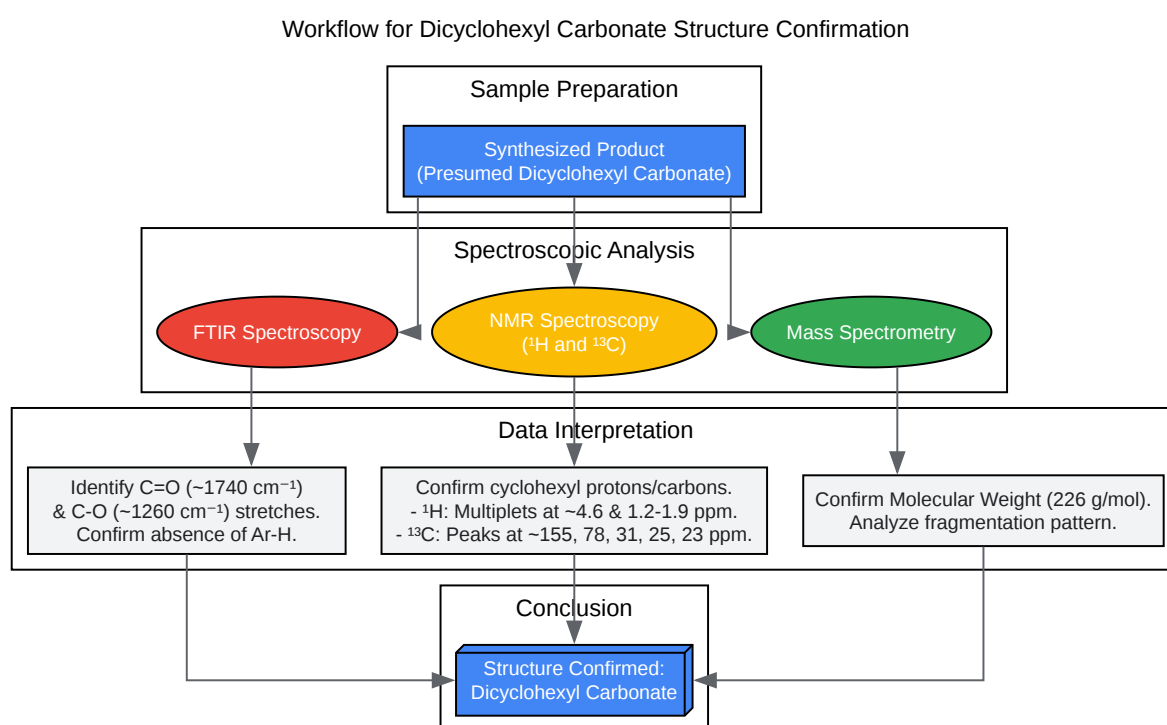 Workflow for Dicyclohexyl Carbonate Structure Confirmation
Sample Preparation
Synthesized Product
(Presumed Dicyclohexyl Carbonate)
Spectroscopic Analysis
FTIR Spectroscopy
NMR Spectroscopy
(¹H and ¹³C)
Mass Spectrometry
Data Interpretation
Identify C=O (~1740 cm⁻¹)
& C-O (~1260 cm⁻¹) stretches.
Confirm absence of Ar-H.
Confirm cyclohexyl protons/carbons.
- ¹H: Multiplets at ~4.6 & 1.2-1.9 ppm.
- ¹³C: Peaks at ~155, 78, 31, 25, 23 ppm.
Confirm Molecular Weight (226 g/mol).
Analyze fragmentation pattern.
Conclusion
Structure Confirmed:
Dicyclohexyl Carbonate